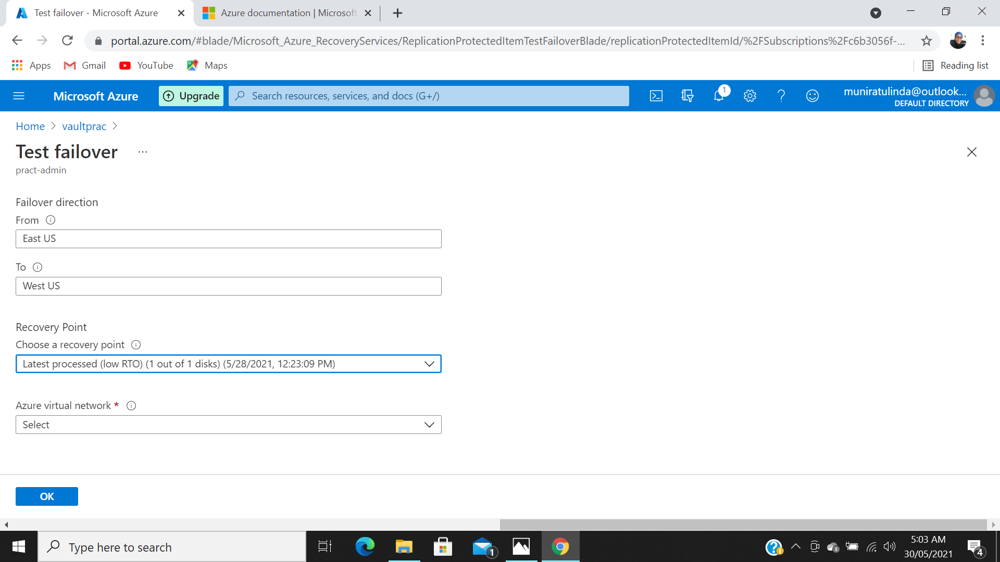 Test failover - Microsoft Azure
Azure documentation | Microsoft
portal.azure.com/#blade/Microsoft_Azure_RecoveryServices/ReplicationProtectedItemTestFailoverBlade/replicationProtectedItemId/%2FSubscriptions%2Fc6b3056f-...
Apps Gmail YouTube Maps Reading list
Microsoft Azure Upgrade Search resources, services, and docs (G+/) 1 muniratulinda@outlook...
DEFAULT DIRECTORY
Home > vaultprac >
Test failover ...
pract-admin
Failover direction
From
East US
To
West US
Recovery Point
Choose a recovery point
Latest processed (low RTO) (1 out of 1 disks) (5/28/2021, 12:23:09 PM)
Azure virtual network *
Select
OK
Type here to search
1
5:03 AM
30/05/2021
4